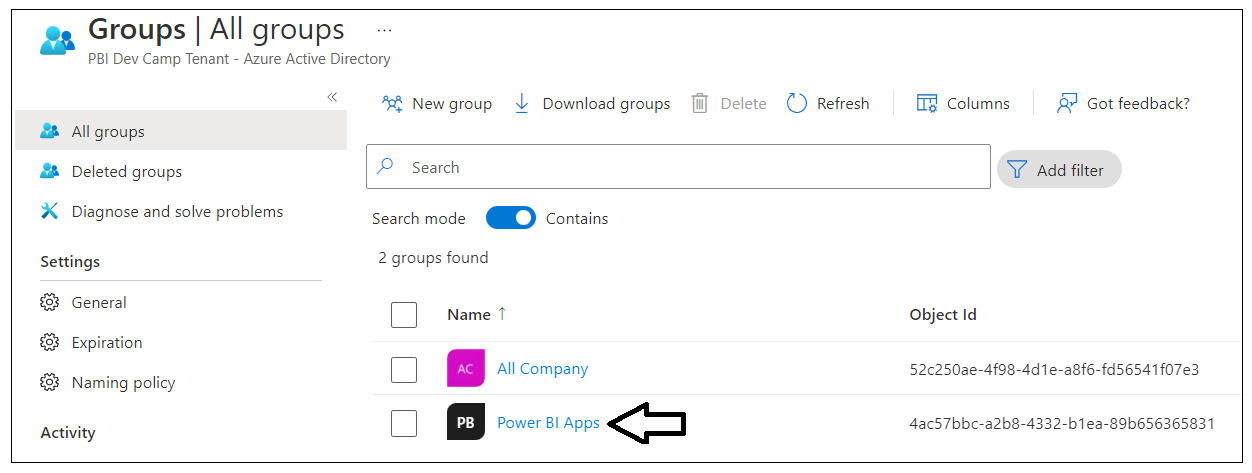 Groups | All groups ...
PBI Dev Camp Tenant - Azure Active Directory
«
All groups
Deleted groups
Diagnose and solve problems
Settings
General
Expiration
Naming policy
Activity
New group Download groups Delete Refresh Columns Got feedback?
Search Add filter
Search mode Contains
2 groups found
Name ↑ Object Id
AC All Company 52c250ae-4f98-4d1e-a8f6-fd56541f07e3
PB Power BI Apps 4ac57bbc-a2b8-4332-b1ea-89b656365831